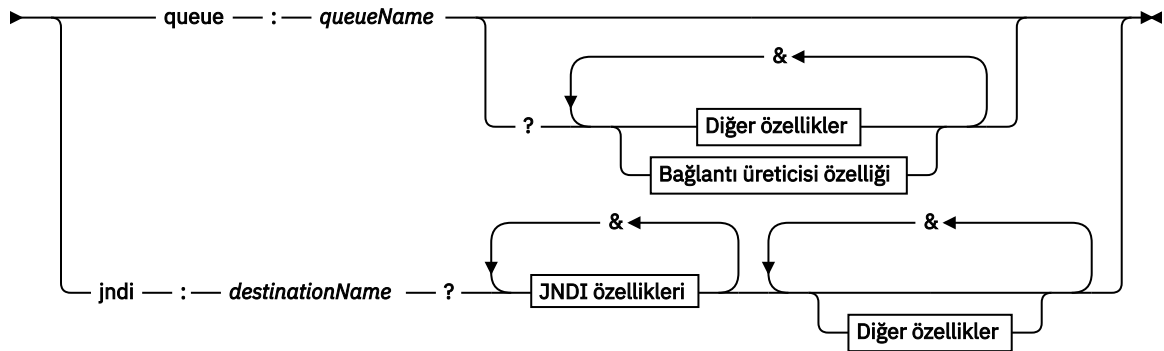 queue : queueName
&
? Diğer özellikler
Bağlantı üreticisi özelliği
& &
jndi : destinationName ? JNDI özellikleri
Diğer özellikler